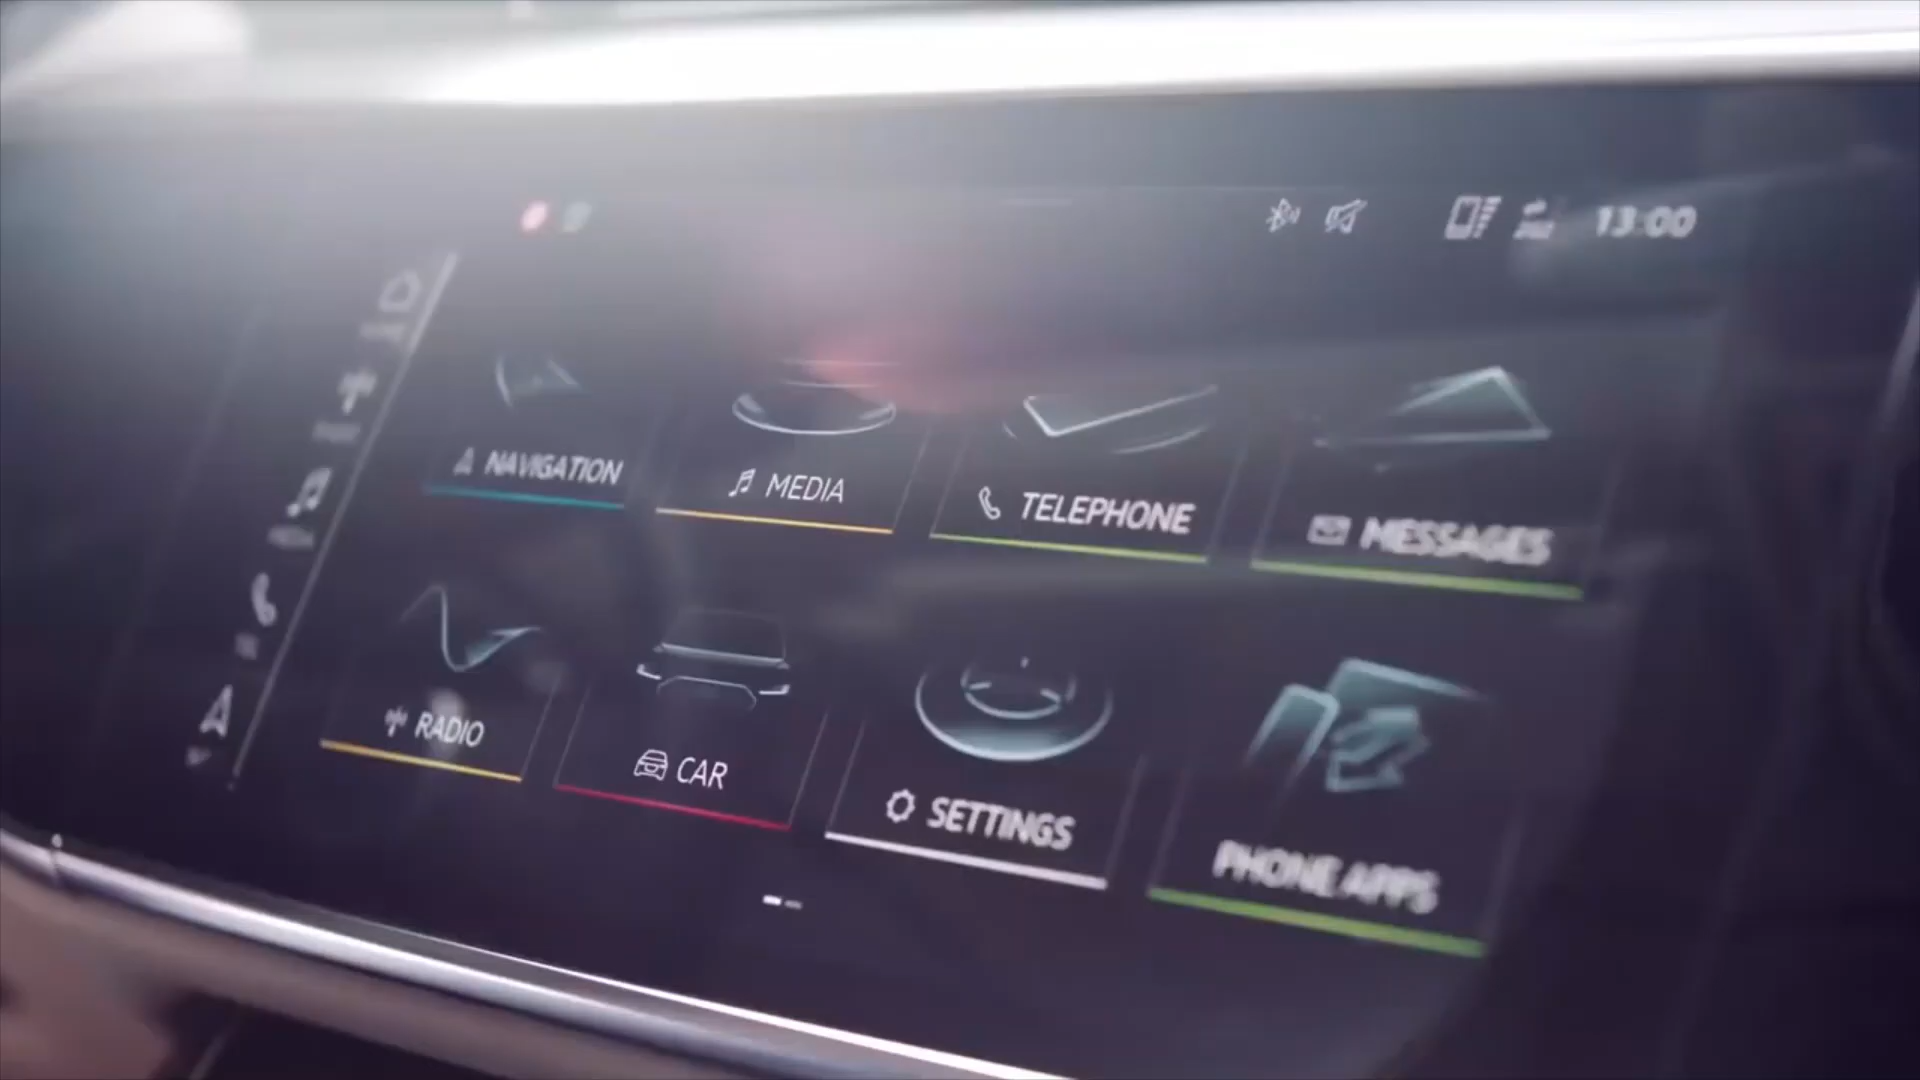 13:00
NAVIGATION
MEDIA
TELEPHONE
MESSAGES
RADIO
CAR
SETTINGS
PHONE APPS